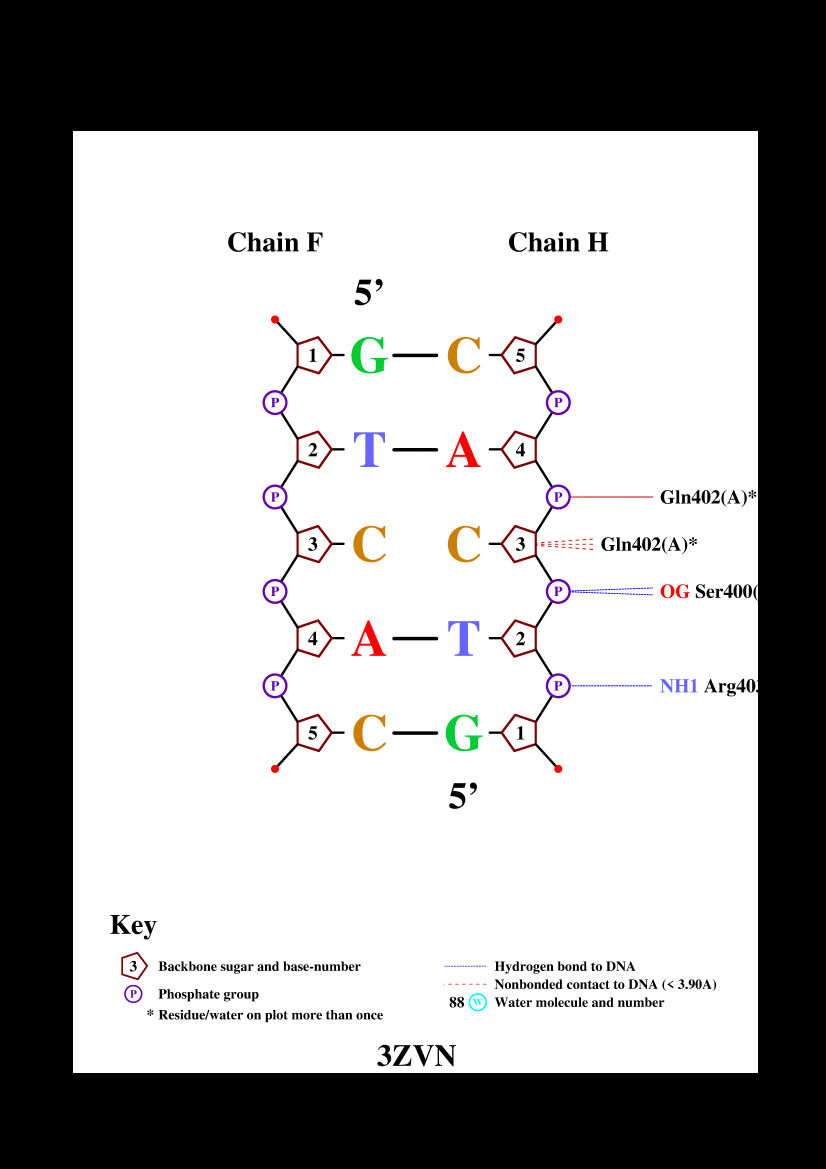 Chain F Chain H
5’
1 G C 5
P P
2 T A 4
P P Gln402(A)*
3 C C 3 Gln402(A)*
P P OG Ser400(
4 A T 2
P P NH1 Arg403
5 C G 1
5’
Key
3 Backbone sugar and base-number
P Phosphate group
* Residue/water on plot more than once
Hydrogen bond to DNA
Nonbonded contact to DNA (< 3.90A)
88 W Water molecule and number
3ZVN